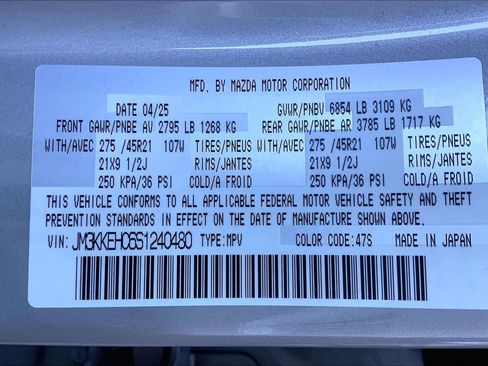 MFD. BY MAZDA MOTOR CORPORATION
DATE 04/25 GVWR/PNBV 6854 LB 3109 KG
FRONT GAWR/PNBE AV 2795 LB 1268 KG REAR GAWR/PNBE AR 3785 LB 1717 KG
WITH/AVEC 275 /45R21 107W TIRES/PNEUS WITH/AVEC 275 /45R21 107W TIRES/PNEUS
21X9 1/2J RIMS/JANTES 21X9 1/2J RIMS/JANTES
250 KPA/36 PSI COLD/A FROID 250 KPA/36 PSI COLD/A FROID
THIS VEHICLE CONFORMS TO ALL APPLICABLE FEDERAL MOTOR VEHICLE SAFETY AND THEFT
PREVENTION STANDARDS IN EFFECT ON THE DATE OF MANUFACTURE SHOWN ABOVE.
VIN: JM3KKEHC6S1240480 TYPE:MPV COLOR CODE:47S MADE IN JAPAN